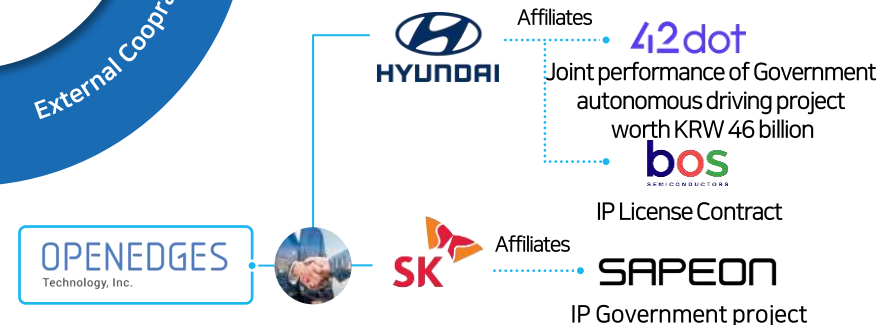 External Coopra
Affiliates
HYUNDAI
42dot
Joint performance of Government
autonomous driving project
worth KRW 46 billion
bos
SEMICONDUCTORS
IP License Contract
OPENEDGES
Technology, Inc.
SK
Affiliates
SAPEON
IP Government project